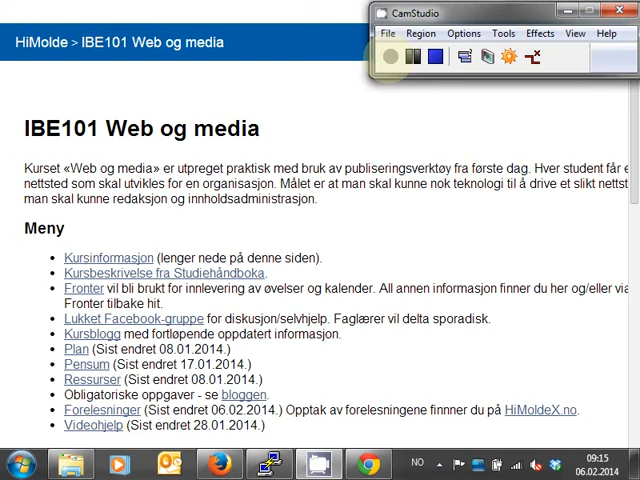 CamStudio
File Region Options Tools Effects View Help
HiMolde > IBE101 Web og media
IBE101 Web og media
Kurset «Web og media» er utpreget praktisk med bruk av publiseringsverktøy fra første dag. Hver student får e
nettsted som skal utvikles for en organisasjon. Målet er at man skal kunne nok teknologi til å drive et slikt nettst
man skal kunne redaksjon og innholdsadministrasjon.
Meny
Kursinformasjon (lenger nede på denne siden).
Kursbeskrivelse fra Studiehåndboka.
Fronter vil bli brukt for innlevering av øvelser og kalender. All annen informasjon finner du her og/eller via
Fronter tilbake hit.
Lukket Facebook-gruppe for diskusjon/selvhjelp. Faglærer vil delta sporadisk.
Kursblogg med fortløpende oppdatert informasjon.
Plan (Sist endret 08.01.2014.)
Pensum (Sist endret 17.01.2014)
Ressurser (Sist endret 08.01.2014)
Obligatoriske oppgaver - se bloggen.
Forelesninger (Sist endret 06.02.2014.) Opptak av forelesningene finnner du på HiMoldeX.no.
Videohjelp (Sist endret 28.01.2014)
NO
09:15
06.02.2014